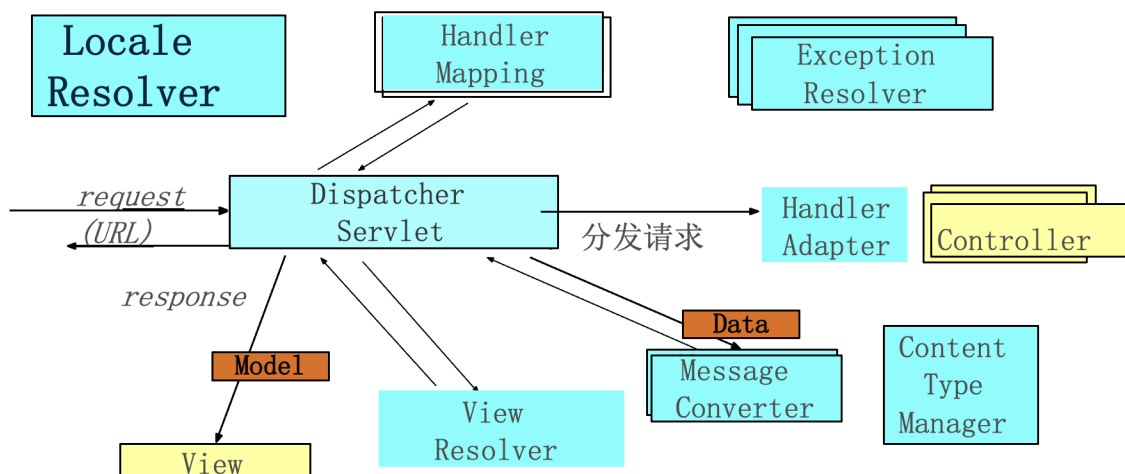 Locale
Resolver
Handler
Mapping
Exception
Resolver
request
(URL)
Dispatcher
Servlet
分发请求
Handler
Adapter
Controller
response
Model
Data
View
Resolver
Message
Converter
Content
Type
Manager
View